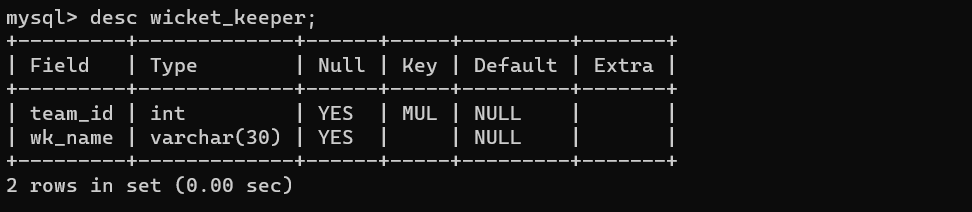 mysql> desc wicket_keeper;
+---------+-------------+------+-----+---------+-------+
| Field   | Type        | Null | Key | Default | Extra |
+---------+-------------+------+-----+---------+-------+
| team_id | int         | YES  | MUL | NULL    |       |
| wk_name | varchar(30) | YES  |     | NULL    |       |
+---------+-------------+------+-----+---------+-------+
2 rows in set (0.00 sec)